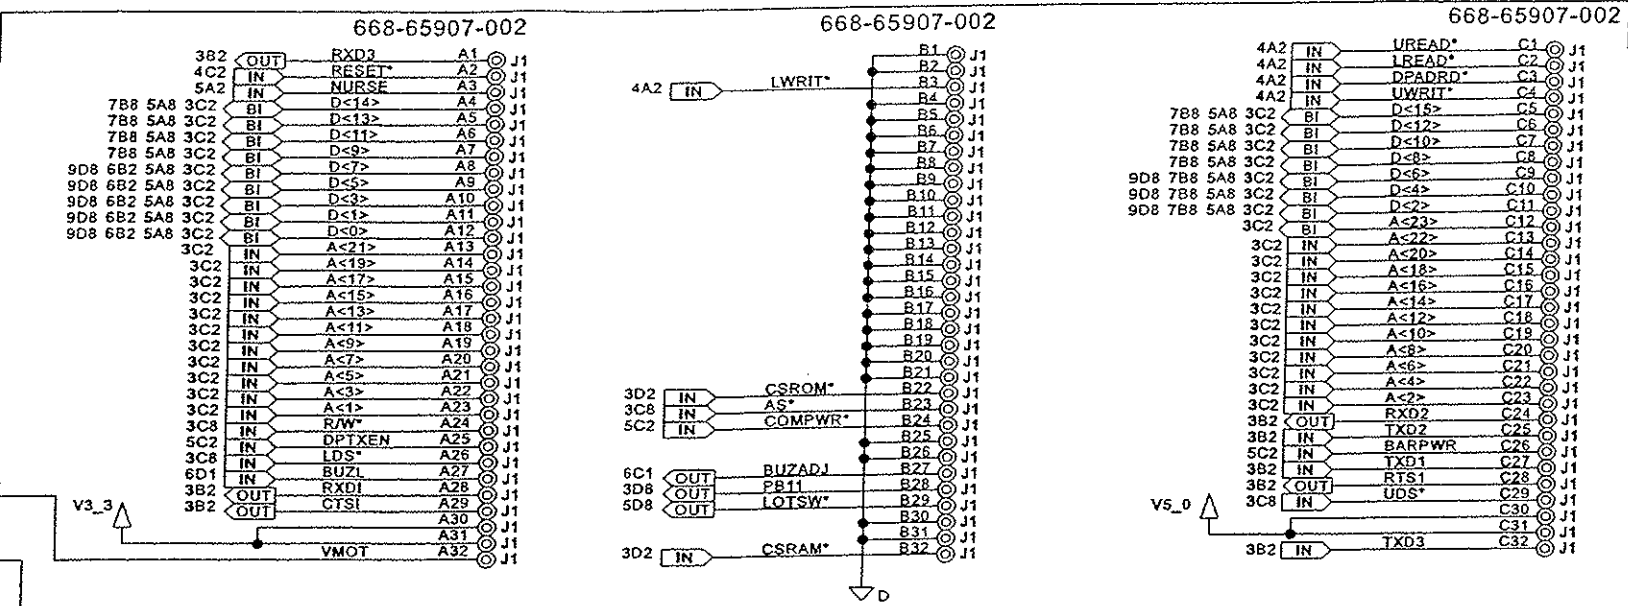 668-65907-002
3B2 OUT RXD3 A1 J1
4C2 IN RESET* A2 J1
5A2 IN NURSE A3 J1
7B8 5A8 3C2 BI D<14> A4 J1
7B8 5A8 3C2 BI D<13> A5 J1
7B8 5A8 3C2 BI D<11> A6 J1
7B8 5A8 3C2 BI D<9> A7 J1
9D8 6B2 5A8 3C2 BI D<7> A8 J1
9D8 6B2 5A8 3C2 BI D<5> A9 J1
9D8 6B2 5A8 3C2 BI D<3> A10 J1
9D8 6B2 5A8 3C2 BI D<1> A11 J1
9D8 6B2 5A8 3C2 BI D<0> A12 J1
3C2 IN A<21> A13 J1
3C2 IN A<19> A14 J1
3C2 IN A<17> A15 J1
3C2 IN A<15> A16 J1
3C2 IN A<13> A17 J1
3C2 IN A<11> A18 J1
3C2 IN A<9> A19 J1
3C2 IN A<7> A20 J1
3C2 IN A<5> A21 J1
3C2 IN A<3> A22 J1
3C2 IN A<1> A23 J1
3C8 IN R/W* A24 J1
5C2 IN DPTXEN A25 J1
3C8 IN LDS* A26 J1
6D1 IN BUZI A27 J1
3B2 OUT RXDI A28 J1
3B2 OUT CTSI A29 J1
V3_3
A30 J1
A31 J1
VMOT A32 J1
668-65907-002
B1 J1
B2 J1
4A2 IN LWRIT* B3 J1
B4 J1
B5 J1
B6 J1
B7 J1
B8 J1
B9 J1
B10 J1
B11 J1
B12 J1
B13 J1
B14 J1
B15 J1
B16 J1
B17 J1
B18 J1
B19 J1
B20 J1
B21 J1
3D2 IN CSROM* B22 J1
3C8 IN AS* B23 J1
5C2 IN COMPWR* B24 J1
B25 J1
B26 J1
6C1 OUT BUZADJ B27 J1
3D8 OUT PB11 B28 J1
5D8 OUT LOTSW* B29 J1
B30 J1
B31 J1
3D2 IN CSRAM* B32 J1
D
668-65907-002
4A2 IN UREAD* C1 J1
4A2 IN LREAD* C2 J1
4A2 IN DPADRD* C3 J1
4A2 IN UWRIT* C4 J1
7B8 5A8 3C2 BI D<15> C5 J1
7B8 5A8 3C2 BI D<12> C6 J1
7B8 5A8 3C2 BI D<10> C7 J1
7B8 5A8 3C2 BI D<8> C8 J1
9D8 7B8 5A8 3C2 BI D<6> C9 J1
9D8 7B8 5A8 3C2 BI D<4> C10 J1
9D8 7B8 5A8 3C2 BI D<2> C11 J1
3C2 BI A<23> C12 J1
3C2 IN A<22> C13 J1
3C2 IN A<20> C14 J1
3C2 IN A<18> C15 J1
3C2 IN A<16> C16 J1
3C2 IN A<14> C17 J1
3C2 IN A<12> C18 J1
3C2 IN A<10> C19 J1
3C2 IN A<8> C20 J1
3C2 IN A<6> C21 J1
3C2 IN A<4> C22 J1
3C2 IN A<2> C23 J1
3B2 OUT RXD2 C24 J1
3B2 IN TXD2 C25 J1
5C2 IN BARPWR C26 J1
3B2 IN TXD1 C27 J1
3B2 OUT RTS1 C28 J1
3C8 IN UDS* C29 J1
V5_0
C30 J1
C31 J1
3B2 IN TXD3 C32 J1